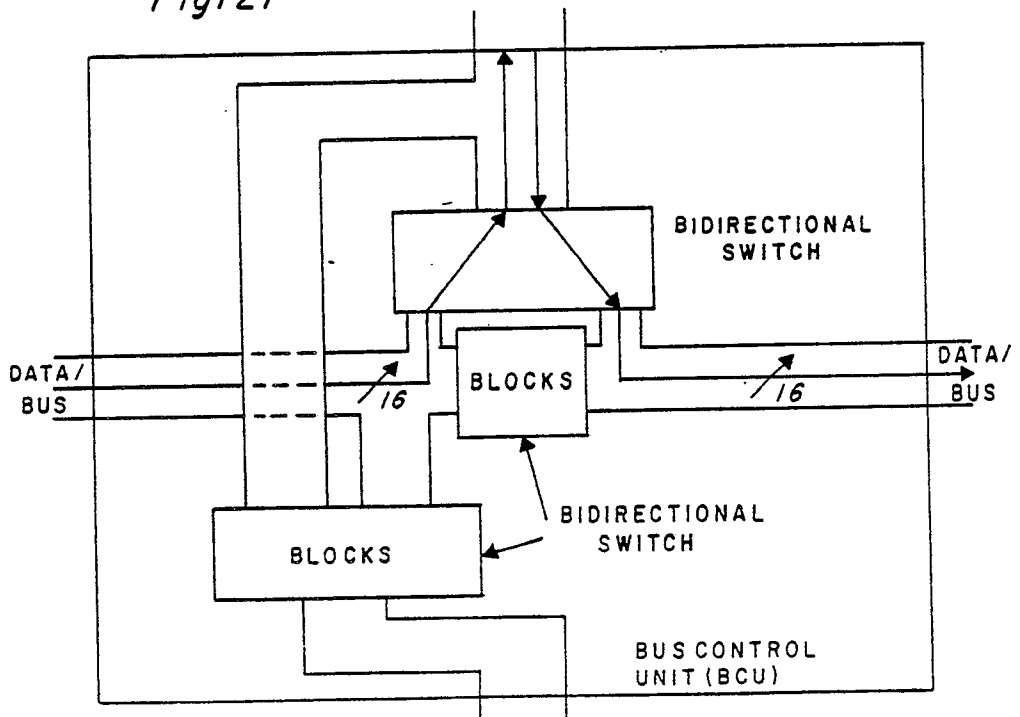 BIDIRECTIONAL
SWITCH
DATA/
BUS
16
BLOCKS
16
DATA/
BUS
BIDIRECTIONAL
SWITCH
BLOCKS
BUS CONTROL
UNIT (BCU)